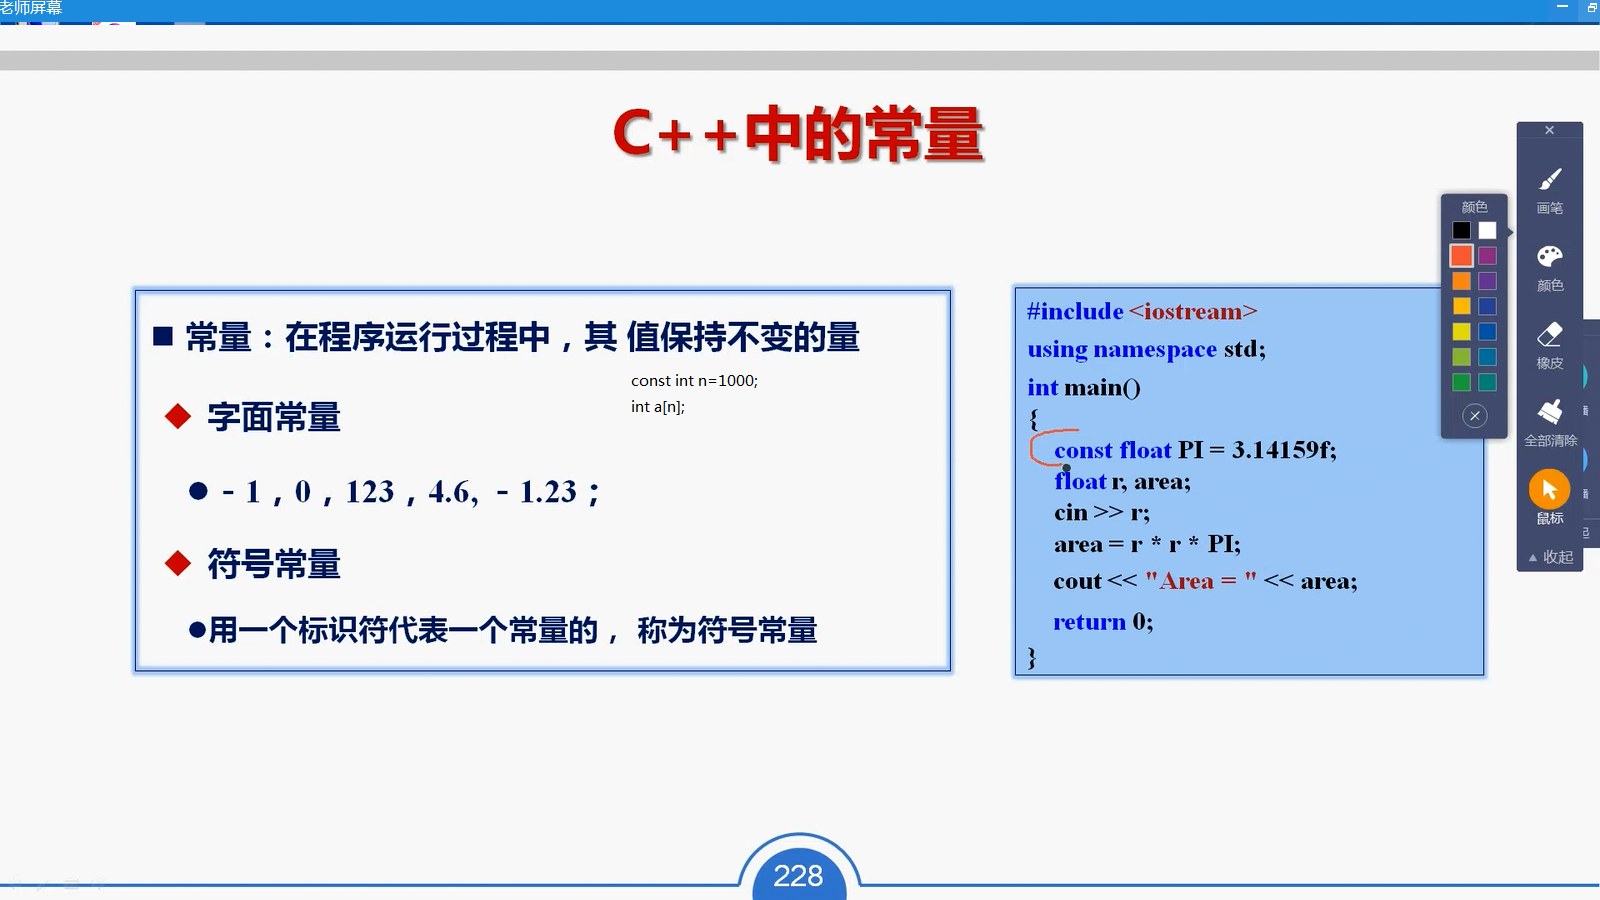 老师屏幕
C++中的常量
常量：在程序运行过程中，其 值保持不变的量
const int n=1000;
int a[n];
字面常量
－1，0，123，4.6, －1.23；
符号常量
用一个标识符代表一个常量的， 称为符号常量
#include <iostream>
using namespace std;
int main()
{
const float PI = 3.14159f;
float r, area;
cin >> r;
area = r * r * PI;
cout << "Area = " << area;
return 0;
}
颜色
画笔
颜色
橡皮
全部清除
鼠标
收起
228